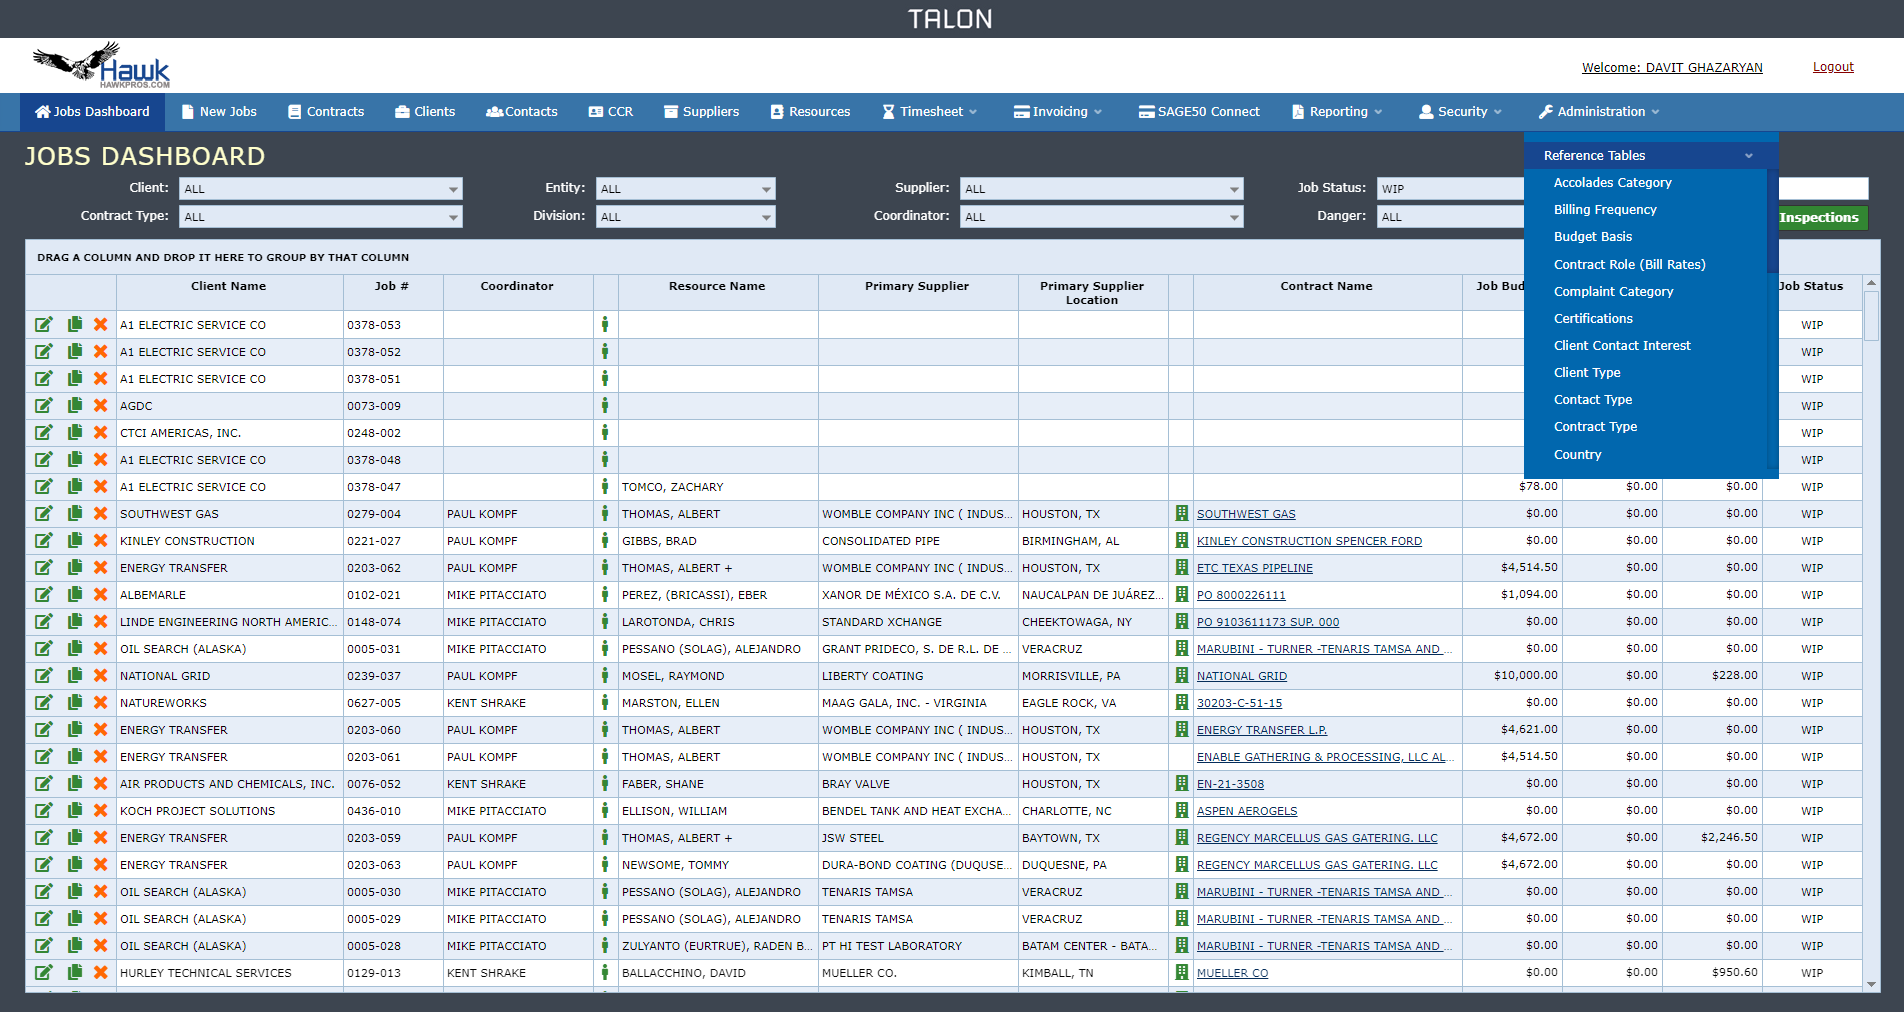 TALON
Hawk
HAWKPROS.COM
Welcome: DAVIT GHAZARYAN Logout
Jobs Dashboard New Jobs Contracts Clients Contacts CCR Suppliers Resources Timesheet Invoicing SAGE50 Connect Reporting Security Administration
JOBS DASHBOARD
Client: ALL Entity: ALL Supplier: ALL Job Status: WIP
Contract Type: ALL Division: ALL Coordinator: ALL Danger: ALL Inspections
Reference Tables
Accolades Category
Billing Frequency
Budget Basis
Contract Role (Bill Rates)
Complaint Category
Certifications
Client Contact Interest
Client Type
Contact Type
Contract Type
Country
DRAG A COLUMN AND DROP IT HERE TO GROUP BY THAT COLUMN
Client Name Job # Coordinator Resource Name Primary Supplier Primary Supplier Location Contract Name Job Bud Job Status
A1 ELECTRIC SERVICE CO 0378-053 WIP
A1 ELECTRIC SERVICE CO 0378-052 WIP
A1 ELECTRIC SERVICE CO 0378-051 WIP
AGDC 0073-009 WIP
CTCI AMERICAS, INC. 0248-002 WIP
A1 ELECTRIC SERVICE CO 0378-048 WIP
A1 ELECTRIC SERVICE CO 0378-047 TOMCO, ZACHARY $78.00 $0.00 $0.00 WIP
SOUTHWEST GAS 0279-004 PAUL KOMPF THOMAS, ALBERT WOMBLE COMPANY INC ( INDUS... HOUSTON, TX SOUTHWEST GAS $0.00 $0.00 $0.00 WIP
KINLEY CONSTRUCTION 0221-027 PAUL KOMPF GIBBS, BRAD CONSOLIDATED PIPE BIRMINGHAM, AL KINLEY CONSTRUCTION SPENCER FORD $0.00 $0.00 $0.00 WIP
ENERGY TRANSFER 0203-062 PAUL KOMPF THOMAS, ALBERT + WOMBLE COMPANY INC ( INDUS... HOUSTON, TX ETC TEXAS PIPELINE $4,514.50 $0.00 $0.00 WIP
ALBEMARLE 0102-021 MIKE PITACCIATO PEREZ, (BRICASSI), EBER XANOR DE MÉXICO S.A. DE C.V. NAUCALPAN DE JUÁREZ... PO 8000226111 $1,094.00 $0.00 $0.00 WIP
LINDE ENGINEERING NORTH AMERIC... 0148-074 MIKE PITACCIATO LAROTONDA, CHRIS STANDARD XCHANGE CHEEKTOWAGA, NY PO 9103611173 SUP. 000 $0.00 $0.00 $0.00 WIP
OIL SEARCH (ALASKA) 0005-031 MIKE PITACCIATO PESSANO (SOLAG), ALEJANDRO GRANT PRIDECO, S. DE R.L. DE ... VERACRUZ MARUBINI - TURNER -TENARIS TAMSA AND ... $0.00 $0.00 $0.00 WIP
NATIONAL GRID 0239-037 PAUL KOMPF MOSEL, RAYMOND LIBERTY COATING MORRISVILLE, PA NATIONAL GRID $10,000.00 $0.00 $228.00 WIP
NATUREWORKS 0627-005 KENT SHRAKE MARSTON, ELLEN MAAG GALA, INC. - VIRGINIA EAGLE ROCK, VA 30203-C-51-15 $0.00 $0.00 $0.00 WIP
ENERGY TRANSFER 0203-060 PAUL KOMPF THOMAS, ALBERT WOMBLE COMPANY INC ( INDUS... HOUSTON, TX ENERGY TRANSFER L.P. $4,621.00 $0.00 $0.00 WIP
ENERGY TRANSFER 0203-061 PAUL KOMPF THOMAS, ALBERT WOMBLE COMPANY INC ( INDUS... HOUSTON, TX ENABLE GATHERING & PROCESSING, LLC AL... $4,514.50 $0.00 $0.00 WIP
AIR PRODUCTS AND CHEMICALS, INC. 0076-052 KENT SHRAKE FABER, SHANE BRAY VALVE HOUSTON, TX EN-21-3508 $0.00 $0.00 $0.00 WIP
KOCH PROJECT SOLUTIONS 0436-010 MIKE PITACCIATO ELLISON, WILLIAM BENDEL TANK AND HEAT EXCHA... CHARLOTTE, NC ASPEN AEROGELS $0.00 $0.00 $0.00 WIP
ENERGY TRANSFER 0203-059 PAUL KOMPF THOMAS, ALBERT + JSW STEEL BAYTOWN, TX REGENCY MARCELLUS GAS GATERING. LLC $4,672.00 $0.00 $2,246.50 WIP
ENERGY TRANSFER 0203-063 PAUL KOMPF NEWSOME, TOMMY DURA-BOND COATING (DUQUSE... DUQUESNE, PA REGENCY MARCELLUS GAS GATERING. LLC $4,672.00 $0.00 $0.00 WIP
OIL SEARCH (ALASKA) 0005-030 MIKE PITACCIATO PESSANO (SOLAG), ALEJANDRO TENARIS TAMSA VERACRUZ MARUBINI - TURNER -TENARIS TAMSA AND ... $0.00 $0.00 $0.00 WIP
OIL SEARCH (ALASKA) 0005-029 MIKE PITACCIATO PESSANO (SOLAG), ALEJANDRO TENARIS TAMSA VERACRUZ MARUBINI - TURNER -TENARIS TAMSA AND ... $0.00 $0.00 $0.00 WIP
OIL SEARCH (ALASKA) 0005-028 MIKE PITACCIATO ZULYANTO (EURTRUE), RADEN B... PT HI TEST LABORATORY BATAM CENTER - BATA... MARUBINI - TURNER -TENARIS TAMSA AND ... $0.00 $0.00 $0.00 WIP
HURLEY TECHNICAL SERVICES 0129-013 KENT SHRAKE BALLACCHINO, DAVID MUELLER CO. KIMBALL, TN MUELLER CO $0.00 $0.00 $950.60 WIP